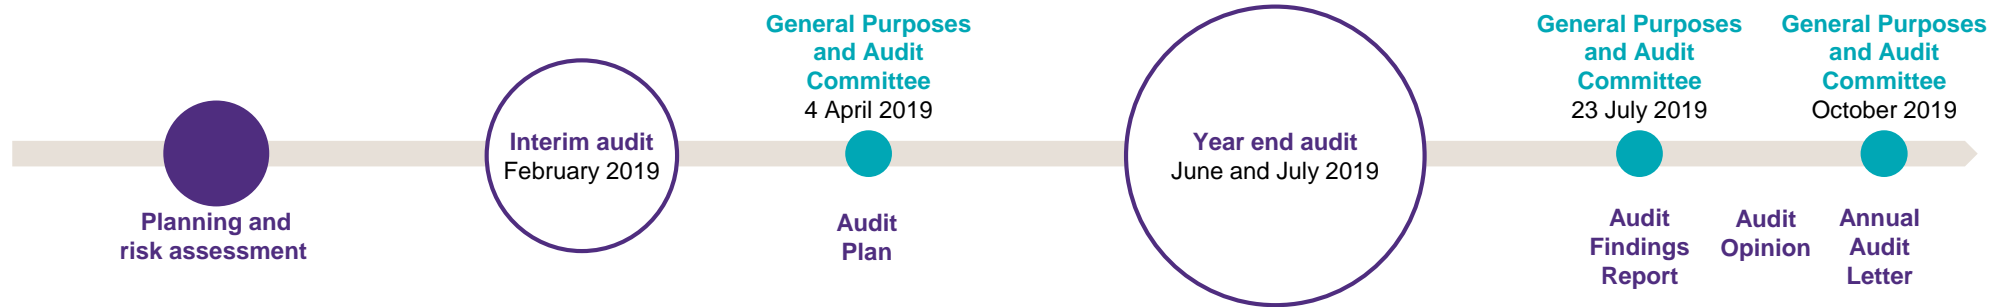 Planning and
risk assessment
Interim audit
February 2019
General Purposes
and Audit
Committee
4 April 2019
Audit
Plan
Year end audit
June and July 2019
General Purposes
and Audit
Committee
23 July 2019
Audit
Findings
Report
Audit
Opinion
General Purposes
and Audit
Committee
October 2019
Annual
Audit
Letter